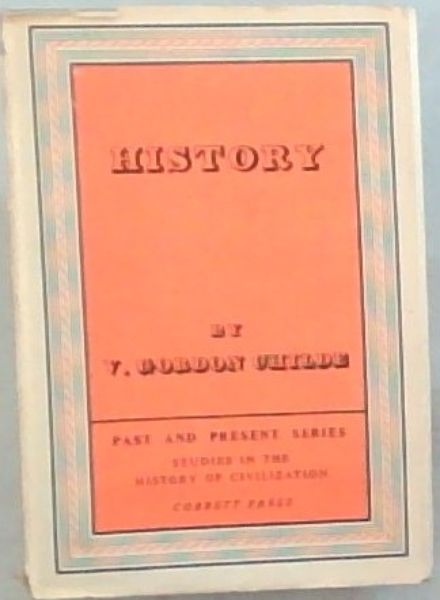 HISTORY
BY
V. GORDON CHILDE
PAST AND PRESENT SERIES
STUDIES IN THE
HISTORY OF CIVILIZATION
COBBETT PRESS